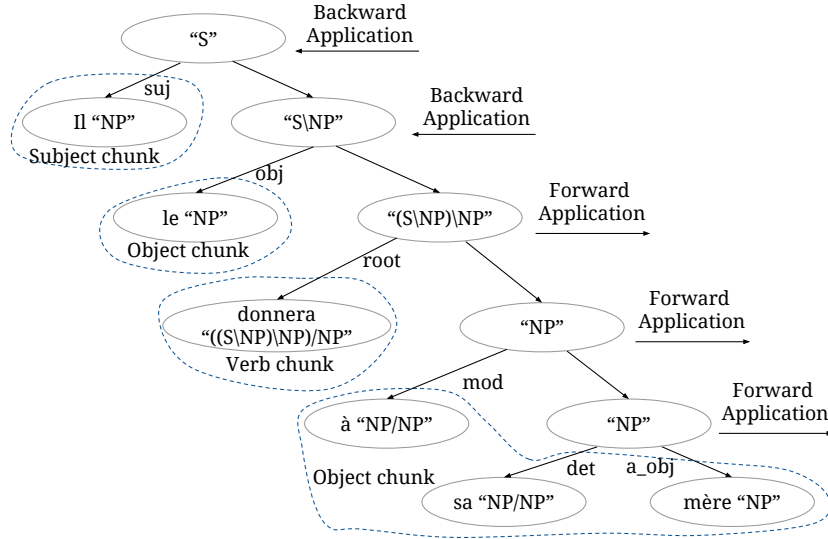 “S”
Backward
Application
suj
Il “NP”
Subject chunk
“S\NP”
Backward
Application
obj
le “NP”
Object chunk
“(S\NP)\NP”
Forward
Application
root
donnera
“((S\NP)\NP)/NP”
Verb chunk
“NP”
Forward
Application
mod
à “NP/NP”
“NP”
Forward
Application
Object chunk
det
a_obj
sa “NP/NP”
mère “NP”